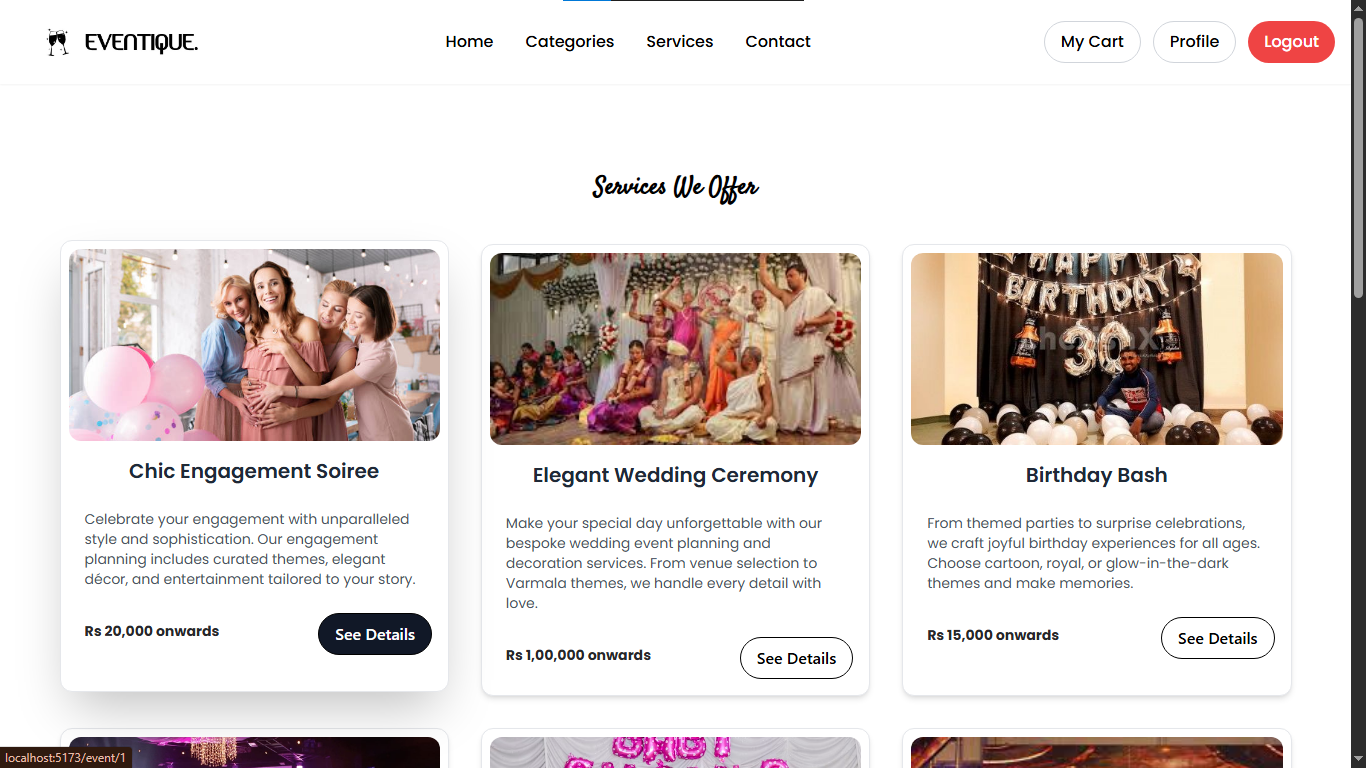 EVENTIQUE.
Home
Categories
Services
Contact
My Cart
Profile
Logout
Services We Offer
HAPPY
BIRTHDAY
30
Chic Engagement Soiree
Celebrate your engagement with unparalleled
style and sophistication. Our engagement
planning includes curated themes, elegant
décor, and entertainment tailored to your story.
Rs 20,000 onwards
See Details
Elegant Wedding Ceremony
Make your special day unforgettable with our
bespoke wedding event planning and
decoration services. From venue selection to
Varmala themes, we handle every detail with
love.
Rs 1,00,000 onwards
See Details
Birthday Bash
From themed parties to surprise celebrations,
we craft joyful birthday experiences for all ages.
Choose cartoon, royal, or glow-in-the-dark
themes and make memories.
Rs 15,000 onwards
See Details
localhost:5173/event/1